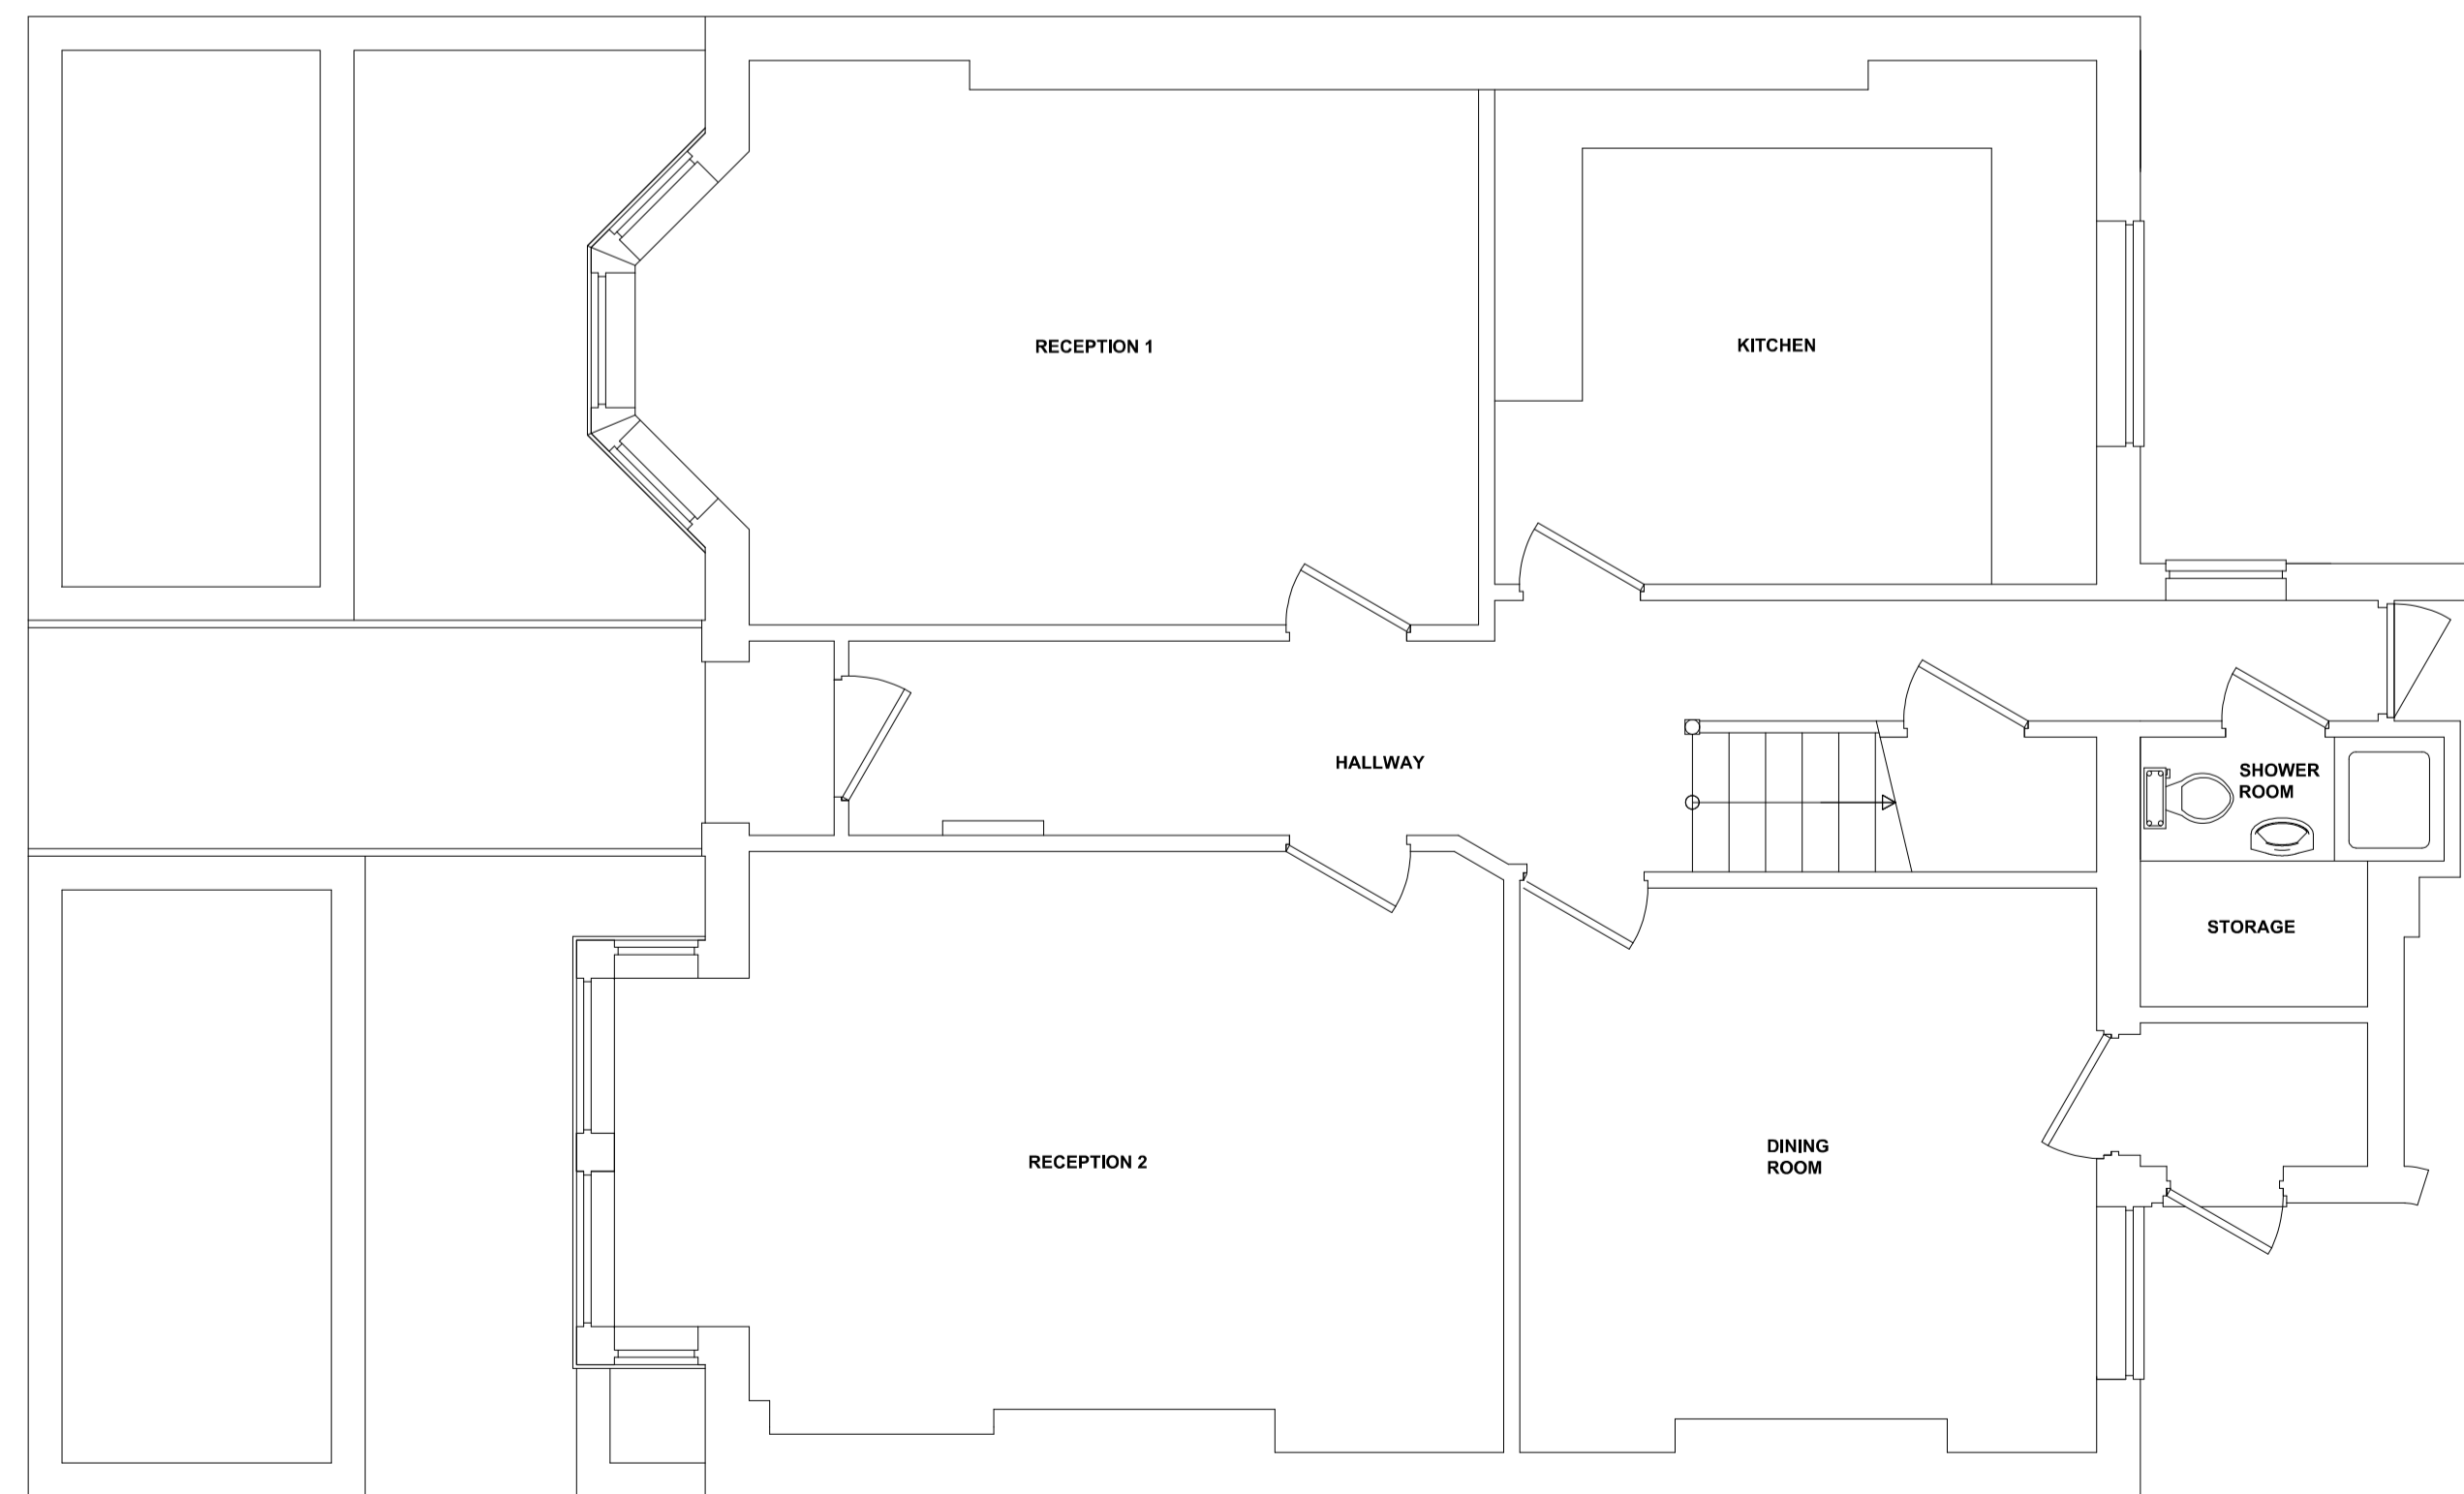 RECEPTION 1
KITCHEN
HALLWAY
SHOWER
ROOM
STORAGE
RECEPTION 2
DINING
ROOM